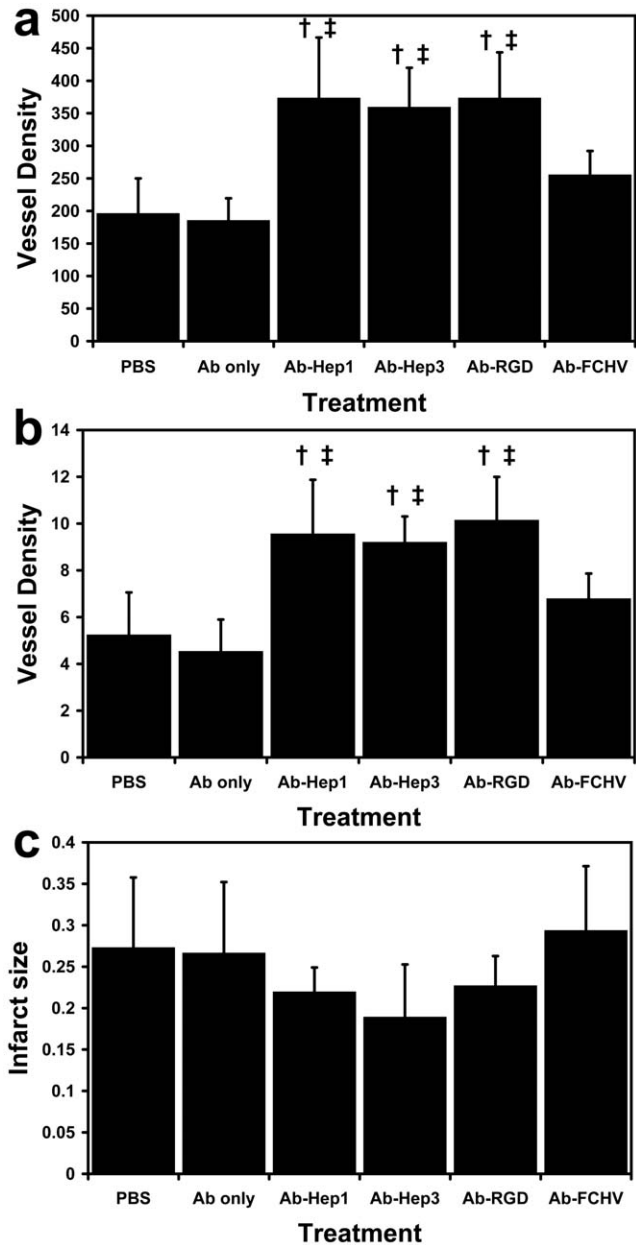 a
500
450
400
350
300
250
200
150
100
50
0
Vessel Density
† ‡
† ‡
† ‡
PBS Ab only Ab-Hep1 Ab-Hep3 Ab-RGD Ab-FCHV
Treatment
b
14
12
10
8
6
4
2
0
Vessel Density
† ‡
† ‡
† ‡
PBS Ab only Ab-Hep1 Ab-Hep3 Ab-RGD Ab-FCHV
Treatment
c
0.4
0.35
0.3
0.25
0.2
0.15
0.1
0.05
0
Infarct size
PBS Ab only Ab-Hep1 Ab-Hep3 Ab-RGD Ab-FCHV
Treatment